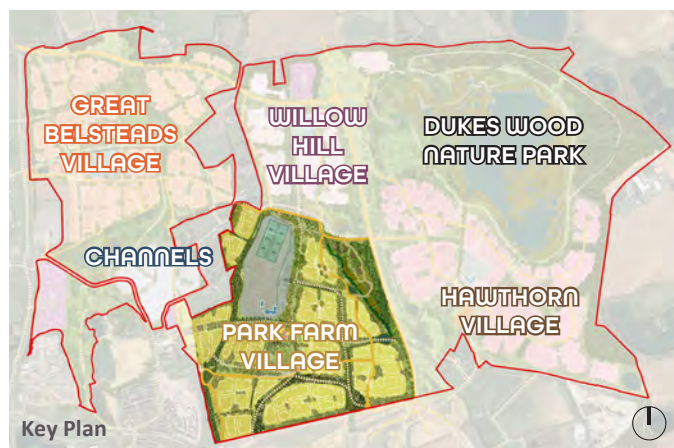 GREAT
BELSTEADS
VILLAGE
WILLOW
HILL
VILLAGE
DUKES WOOD
NATURE PARK
CHANNELS
HAWTHORN
VILLAGE
PARK FARM
VILLAGE
Key Plan